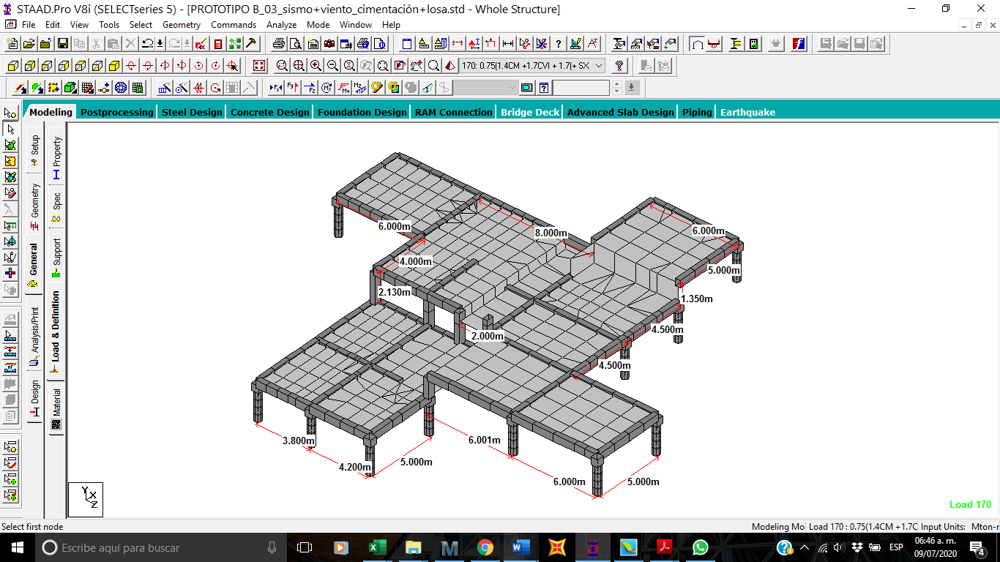 STAAD.Pro V8i (SELECTseries 5) - [PROTOTIPO B_03_sismo+viento_cimentación+losa.std - Whole Structure]
File Edit View Tools Select Geometry Commands Analyze Mode Window Help
170: 0.75(1.4CM +1.7CVI + 1.7(+ SX
Modeling Postprocessing Steel Design Concrete Design Foundation Design RAM Connection Bridge Deck Advanced Slab Design Piping Earthquake
Setup
Geometry
General
Analysis/Print
Design
Property
Spec
Support
Load & Definition
Material
6.000m
8.000m
6.000m
4.000m
5.000m
2.130m
1.350m
2.000m
4.500m
4.500m
3.800m
6.001m
4.200m
5.000m
6.000m
5.000m
Y
X
Z
Load 170
Select first node
Modeling Mo Load 170 : 0.75(1.4CM +1.7C Input Units: Mton-r
Escribe aquí para buscar
ESP
06:46 a. m.
09/07/2020
4